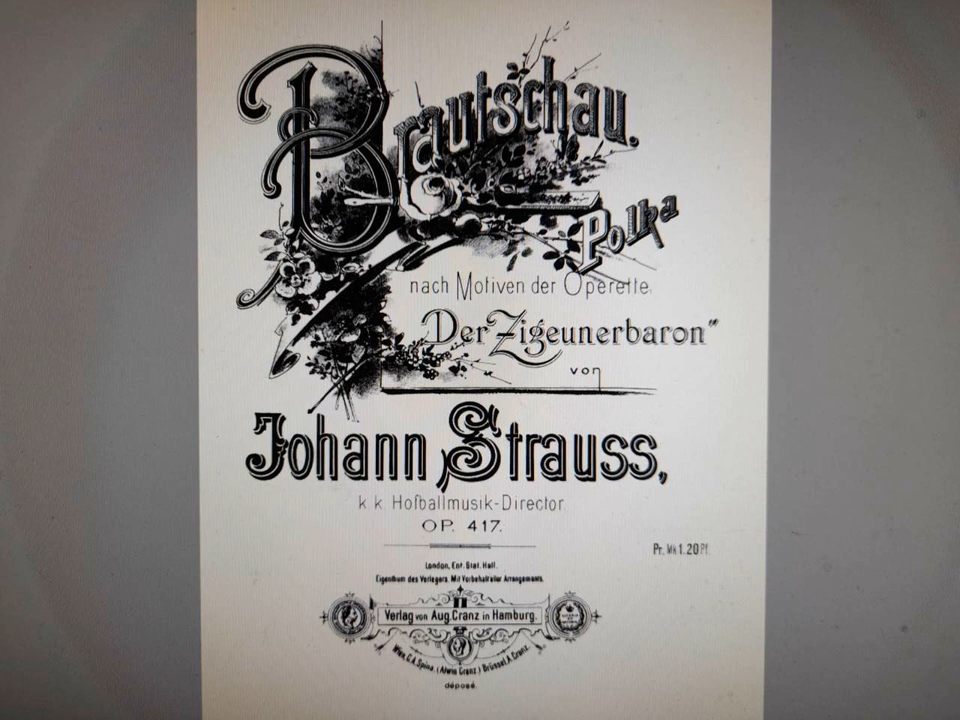 Brautschau.
Polka
nach Motiven der Operette
„Der Zigeunerbaron"
von
Johann Strauss,
k. k. Hofballmusik-Director.
OP. 417.
Pr. Mk 1.20 Pf.
London, Ent. Stat. Hall.
Eigenthum des Verlegers. Mit Vorbehalt aller Arrangements.
Verlag von Aug. Cranz in Hamburg.
Wien, C.A. Spina, (Alwin Cranz.) Brüssel, A. Cranz.
déposé.